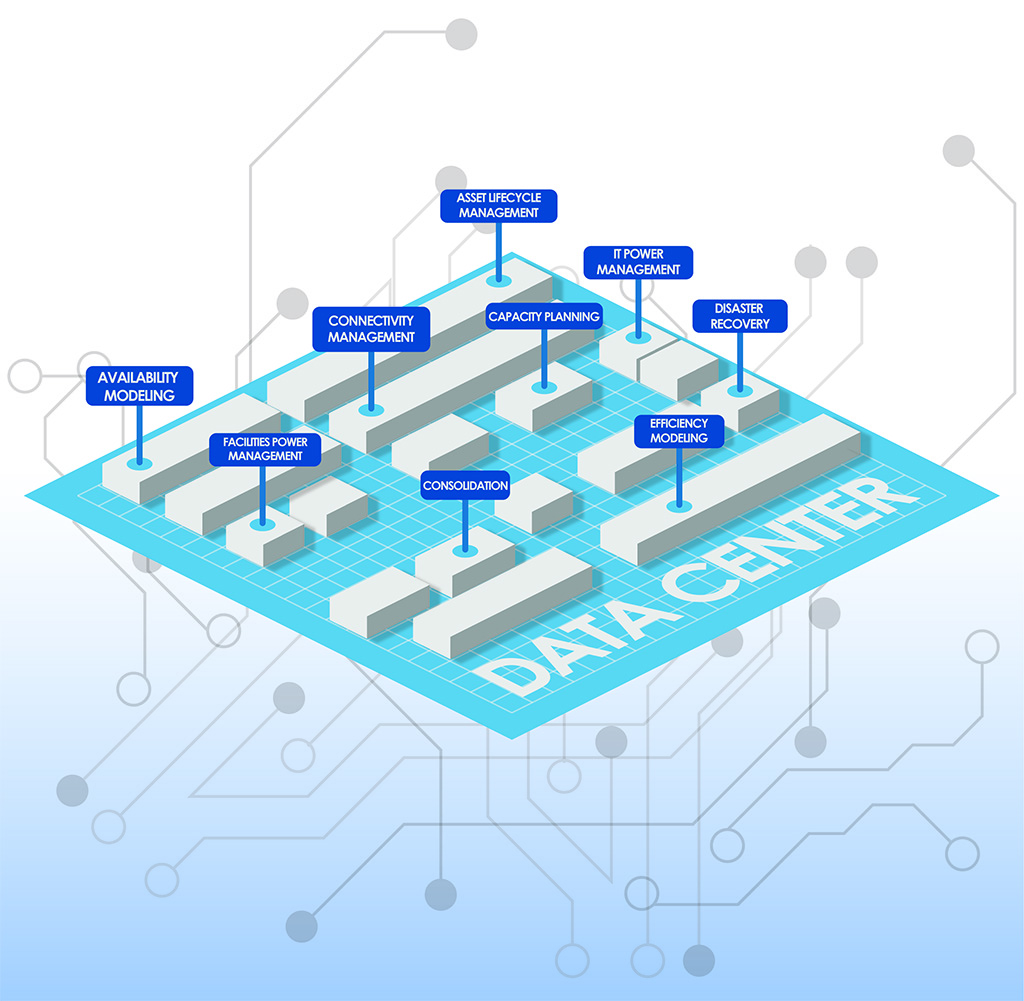 ASSET LIFECYCLE
MANAGEMENT
IT POWER
MANAGEMENT
DISASTER
RECOVERY
CAPACITY PLANNING
CONNECTIVITY
MANAGEMENT
AVAILABILITY
MODELING
EFFICIENCY
MODELING
FACILITIES POWER
MANAGEMENT
CONSOLIDATION
DATA CENTER